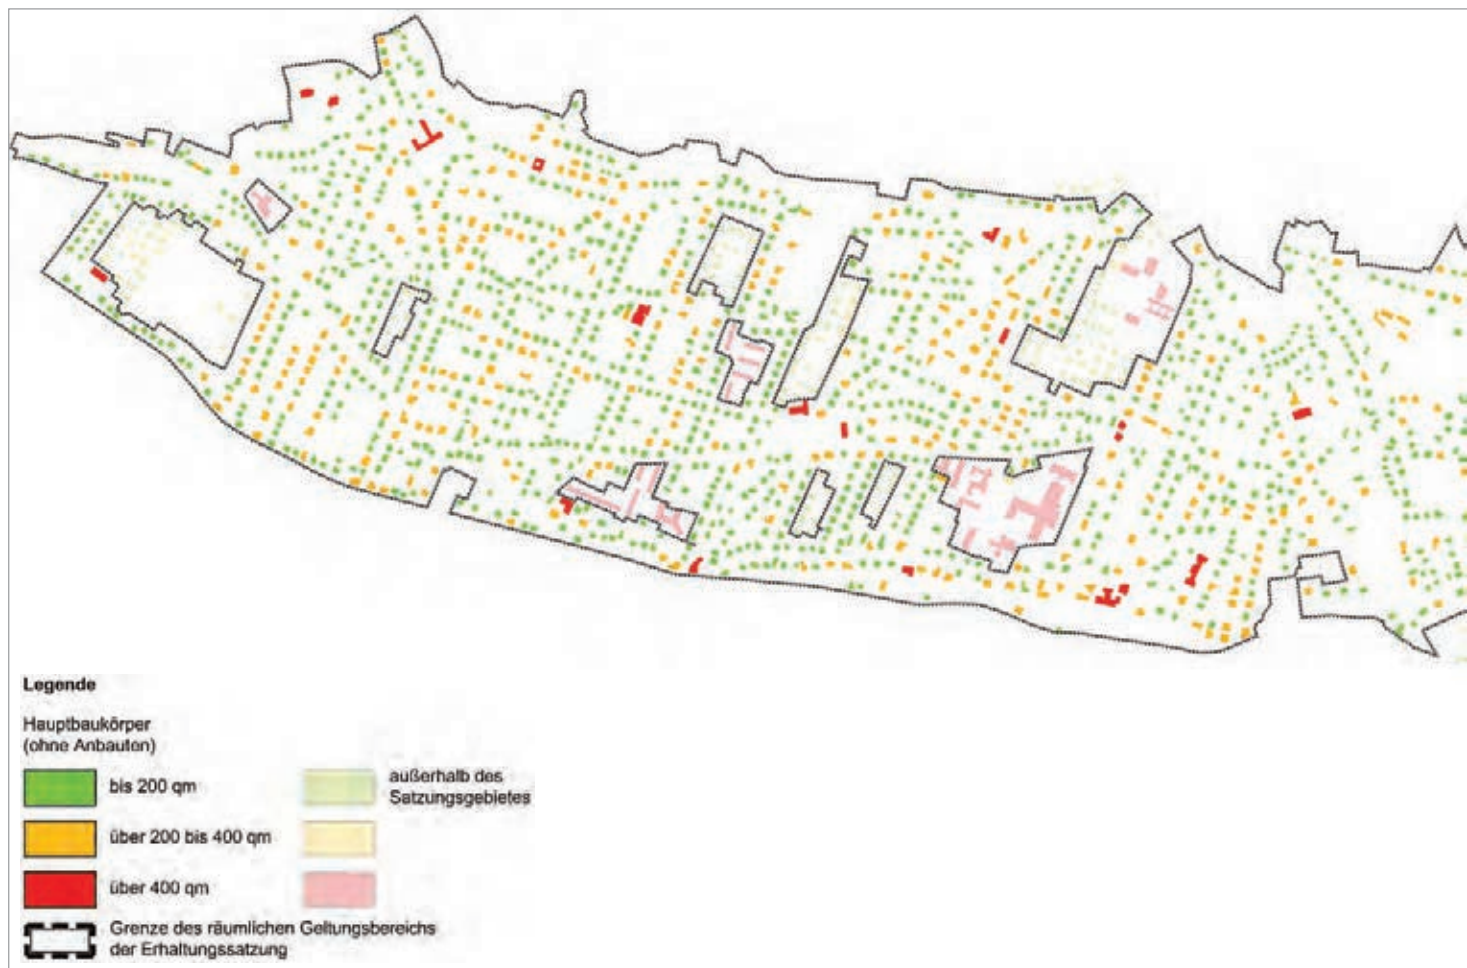 Legende
Hauptbaukörper
(ohne Anbauten)
bis 200 qm
außerhalb des
Satzungsgebietes
über 200 bis 400 qm
über 400 qm
Grenze des räumlichen Geltungsbereichs
der Erhaltungssatzung